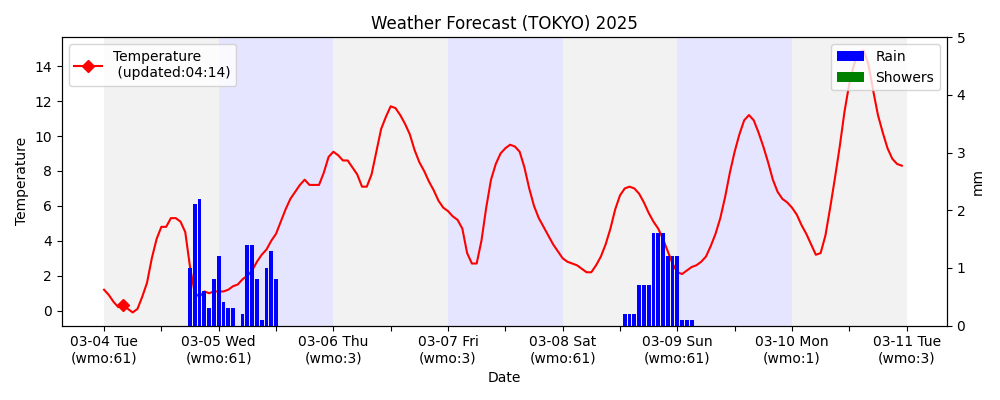 Weather Forecast (TOKYO) 2025
Temperature
(updated:04:14)
Rain
Showers
14
12
10
8
6
4
2
0
Temperature
5
4
3
2
1
0
mm
03-04 Tue
(wmo:61)
03-05 Wed
(wmo:61)
03-06 Thu
(wmo:3)
03-07 Fri
(wmo:3)
03-08 Sat
(wmo:61)
03-09 Sun
(wmo:61)
03-10 Mon
(wmo:1)
03-11 Tue
(wmo:3)
Date